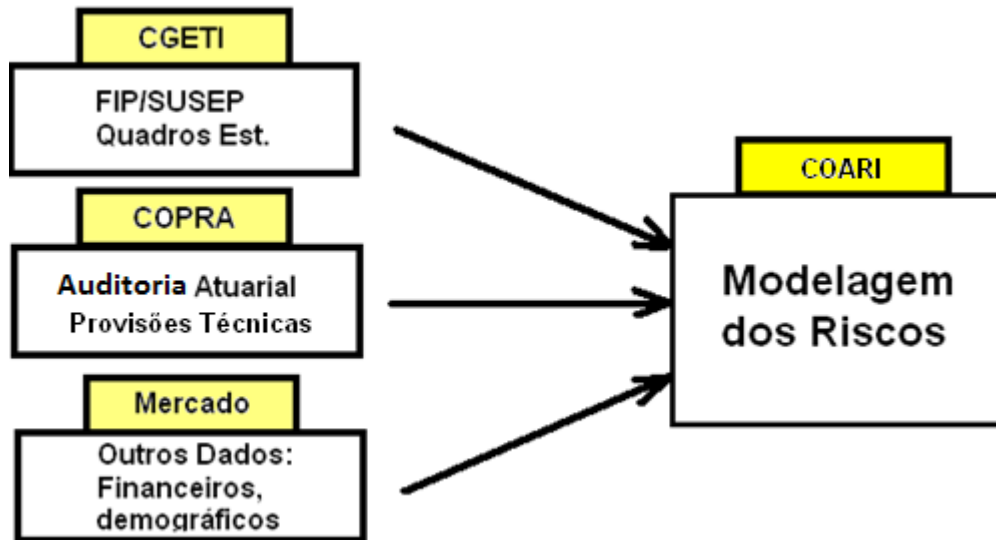 CGETI
FIP/SUSEP
Quadros Est.
COPRA
Auditoria Atuarial
Provisões Técnicas
Mercado
Outros Dados:
Financeiros,
demográficos
COARI
Modelagem
dos Riscos